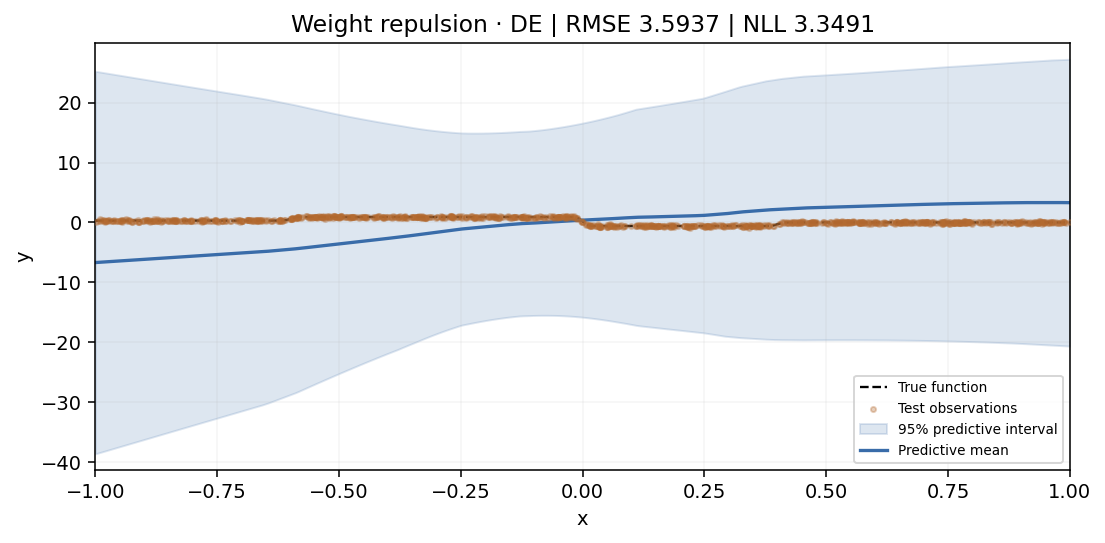 Weight repulsion · DE | RMSE 3.5937 | NLL 3.3491
y
20
10
0
−10
−20
−30
−40
True function
Test observations
95% predictive interval
Predictive mean
−1.00 −0.75 −0.50 −0.25 0.00 0.25 0.50 0.75 1.00
x